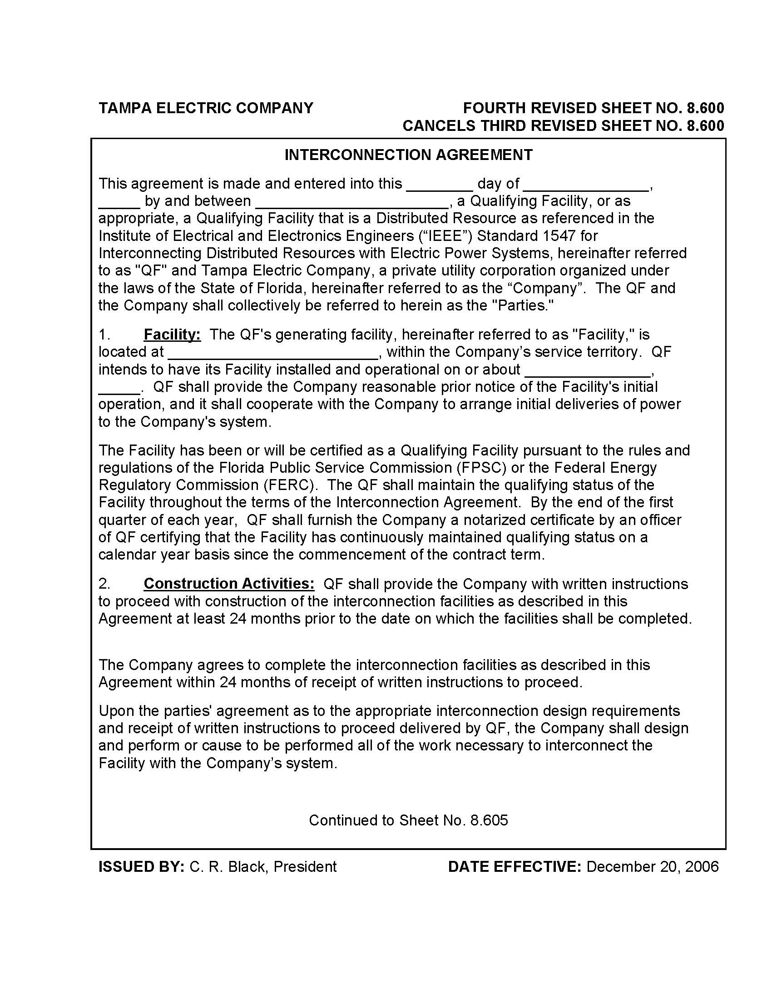 TAMPA ELECTRIC COMPANY
FOURTH REVISED SHEET NO. 8.600
CANCELS THIRD REVISED SHEET NO. 8.600
INTERCONNECTION AGREEMENT
This agreement is made and entered into this ________ day of _______________,
_____ by and between _______________________, a Qualifying Facility, or as
appropriate, a Qualifying Facility that is a Distributed Resource as referenced in the
Institute of Electrical and Electronics Engineers (“IEEE”) Standard 1547 for
Interconnecting Distributed Resources with Electric Power Systems, hereinafter referred
to as "QF" and Tampa Electric Company, a private utility corporation organized under
the laws of the State of Florida, hereinafter referred to as the “Company”.  The QF and
the Company shall collectively be referred to herein as the "Parties."
1. Facility:  The QF's generating facility, hereinafter referred to as "Facility," is
located at _________________________, within the Company’s service territory.  QF
intends to have its Facility installed and operational on or about _______________,
_____.  QF shall provide the Company reasonable prior notice of the Facility's initial
operation, and it shall cooperate with the Company to arrange initial deliveries of power
to the Company's system.
The Facility has been or will be certified as a Qualifying Facility pursuant to the rules and
regulations of the Florida Public Service Commission (FPSC) or the Federal Energy
Regulatory Commission (FERC).  The QF shall maintain the qualifying status of the
Facility throughout the terms of the Interconnection Agreement.  By the end of the first
quarter of each year,  QF shall furnish the Company a notarized certificate by an officer
of QF certifying that the Facility has continuously maintained qualifying status on a
calendar year basis since the commencement of the contract term.
2. Construction Activities:  QF shall provide the Company with written instructions
to proceed with construction of the interconnection facilities as described in this
Agreement at least 24 months prior to the date on which the facilities shall be completed.
The Company agrees to complete the interconnection facilities as described in this
Agreement within 24 months of receipt of written instructions to proceed.
Upon the parties' agreement as to the appropriate interconnection design requirements
and receipt of written instructions to proceed delivered by QF, the Company shall design
and perform or cause to be performed all of the work necessary to interconnect the
Facility with the Company’s system.
Continued to Sheet No. 8.605
ISSUED BY: C. R. Black, President
DATE EFFECTIVE: December 20, 2006